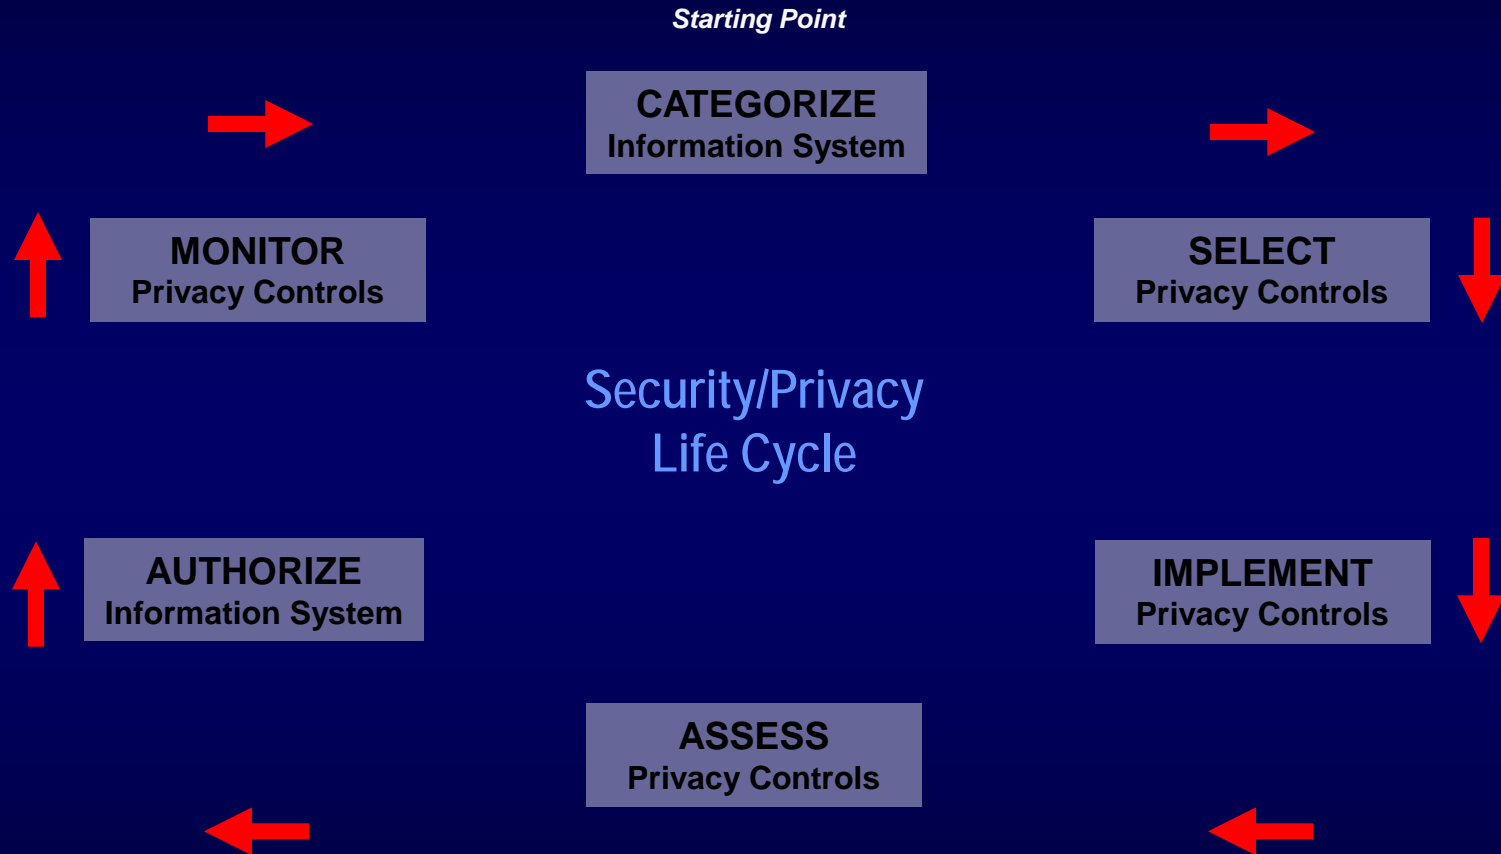 Starting Point
CATEGORIZE
Information System
MONITOR
Privacy Controls
SELECT
Privacy Controls
Security/Privacy
Life Cycle
AUTHORIZE
Information System
IMPLEMENT
Privacy Controls
ASSESS
Privacy Controls